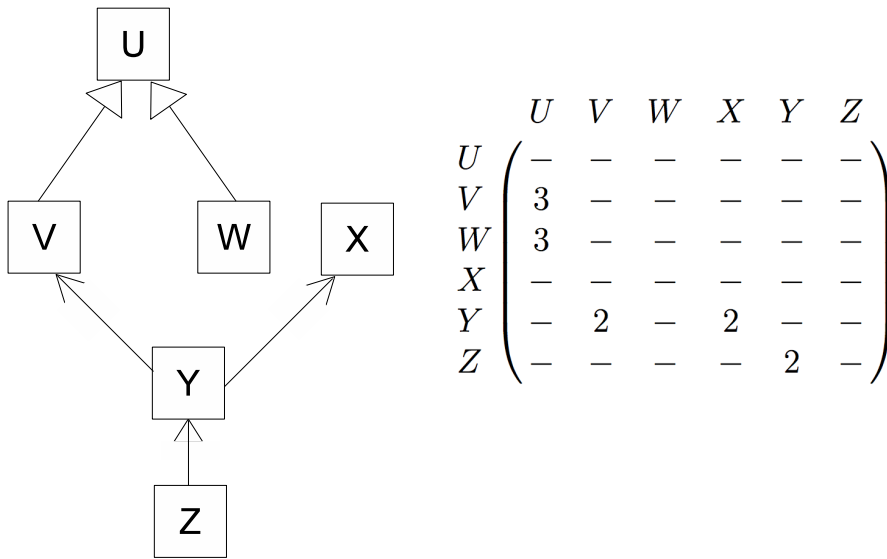 U
V W X
Y
Z
U V W X Y Z
U − − − − − −
V 3 − − − − −
W 3 − − − − −
X − − − − − −
Y − 2 − 2 − −
Z − − − − 2 −